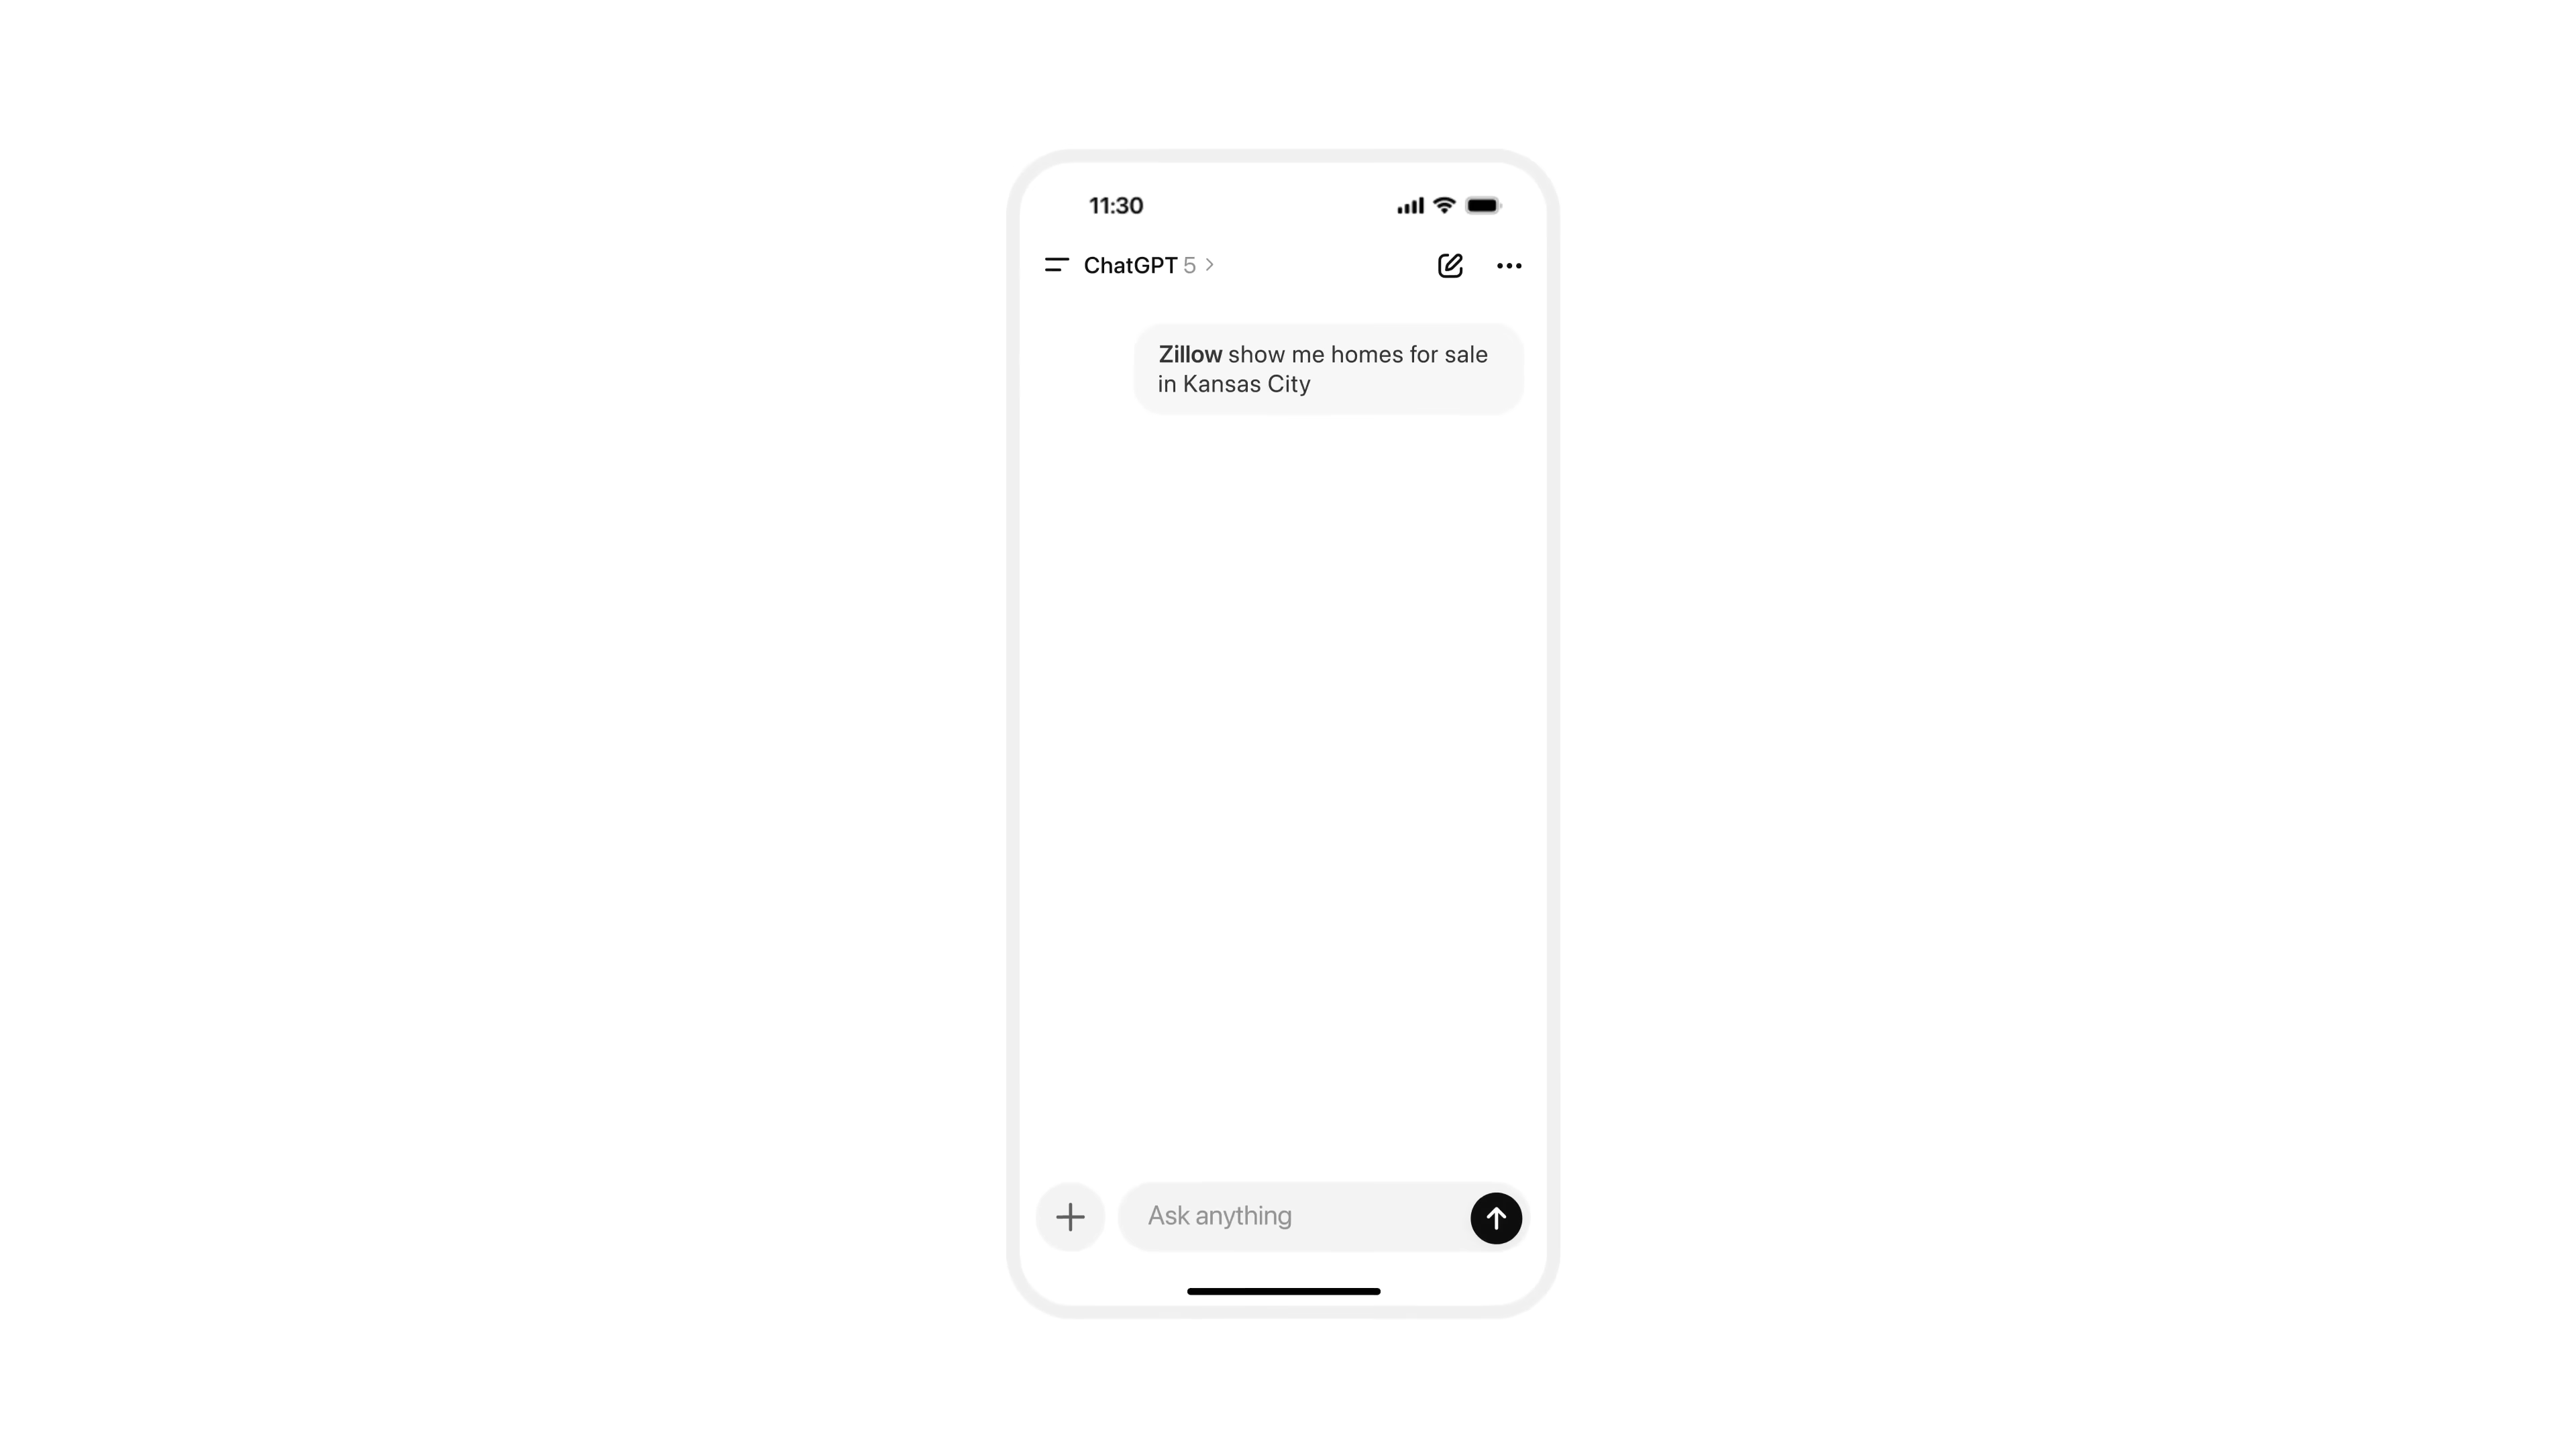 11:30
ChatGPT 5
Zillow show me homes for sale
in Kansas City
Ask anything